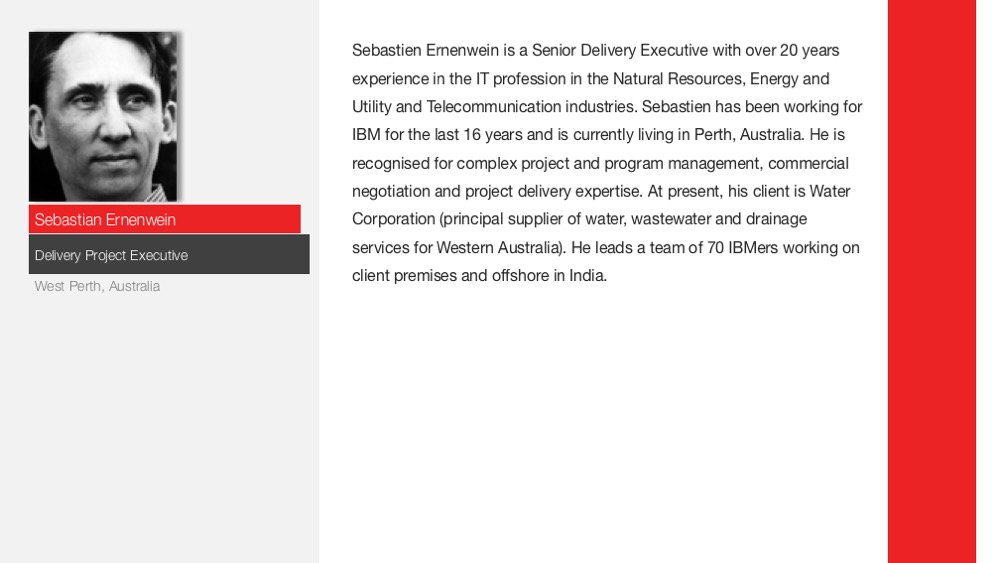 Sebastian Ernenwein
Delivery Project Executive
West Perth, Australia
Sebastien Ernenwein is a Senior Delivery Executive with over 20 years
experience in the IT profession in the Natural Resources, Energy and
Utility and Telecommunication industries. Sebastien has been working for
IBM for the last 16 years and is currently living in Perth, Australia. He is
recognised for complex project and program management, commercial
negotiation and project delivery expertise. At present, his client is Water
Corporation (principal supplier of water, wastewater and drainage
services for Western Australia). He leads a team of 70 IBMers working on
client premises and offshore in India.